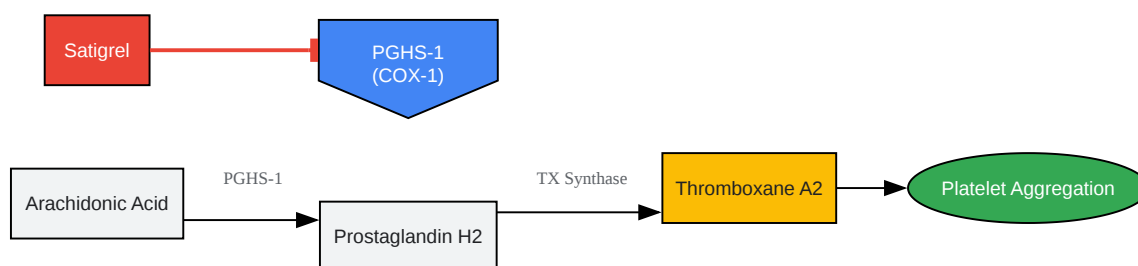 Satigrel
PGHS-1
(COX-1)
Arachidonic Acid
PGHS-1
Prostaglandin H2
TX Synthase
Thromboxane A2
Platelet Aggregation